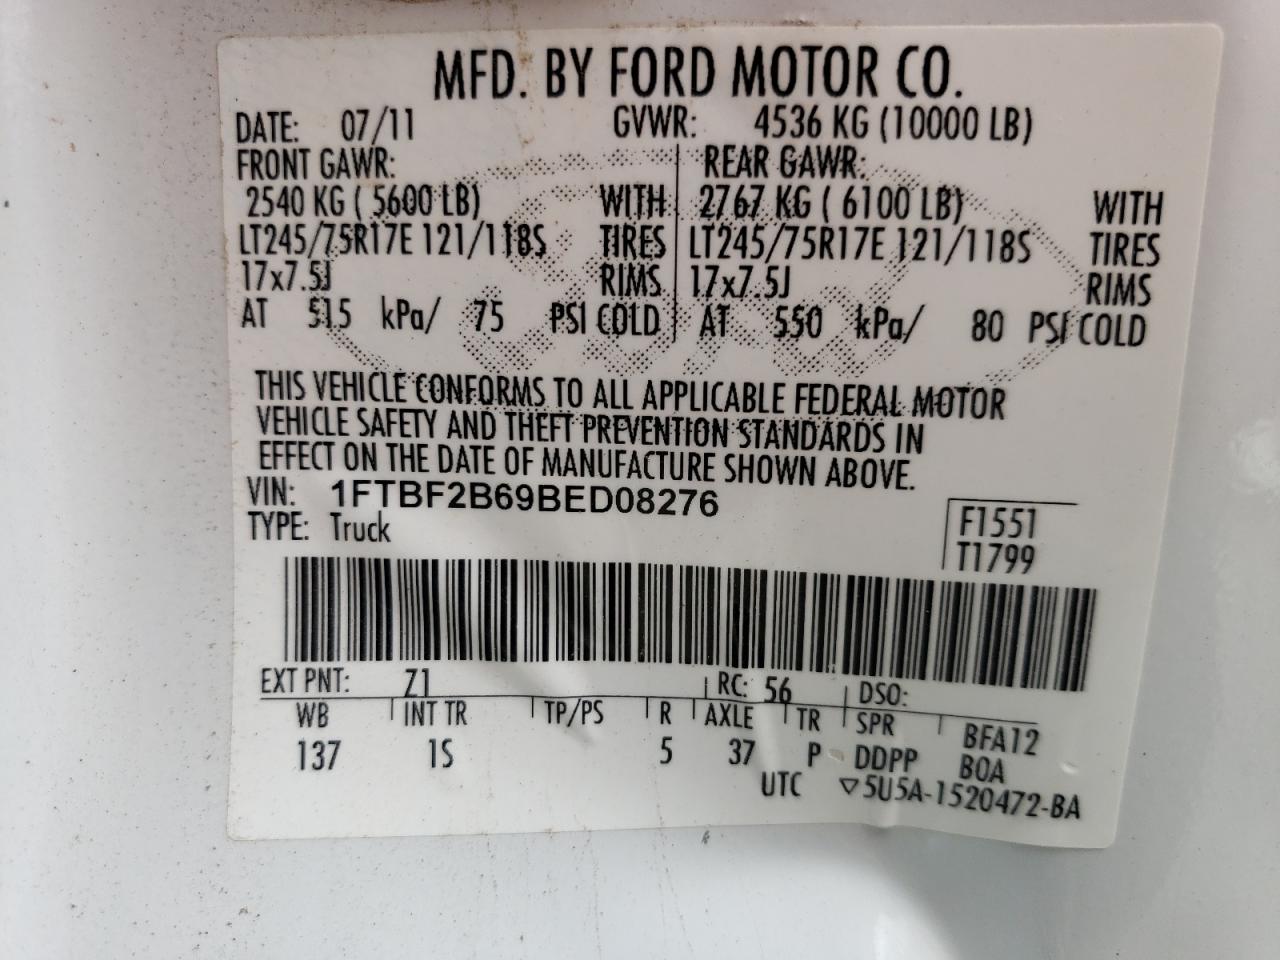 MFD. BY FORD MOTOR CO.
DATE: 07/11 GVWR: 4536 KG (10000 LB)
FRONT GAWR: REAR GAWR:
2540 KG ( 5600 LB) WITH 2767 KG ( 6100 LB) WITH
LT245/75R17E 121/118S TIRES LT245/75R17E 121/118S TIRES
17x7.5J RIMS 17x7.5J RIMS
AT 515 kPa/ 75 PSI COLD AT 550 kPa/ 80 PSI COLD
THIS VEHICLE CONFORMS TO ALL APPLICABLE FEDERAL MOTOR
VEHICLE SAFETY AND THEFT PREVENTION STANDARDS IN
EFFECT ON THE DATE OF MANUFACTURE SHOWN ABOVE.
VIN: 1FTBF2B69BED08276
TYPE: Truck
F1551
T1799
EXT PNT: Z1 RC: 56 DSO:
WB INT TR TP/PS R AXLE TR SPR BFA12
137 1S 5 37 P DDPP BOA
UTC ▽5U5A-1520472-BA